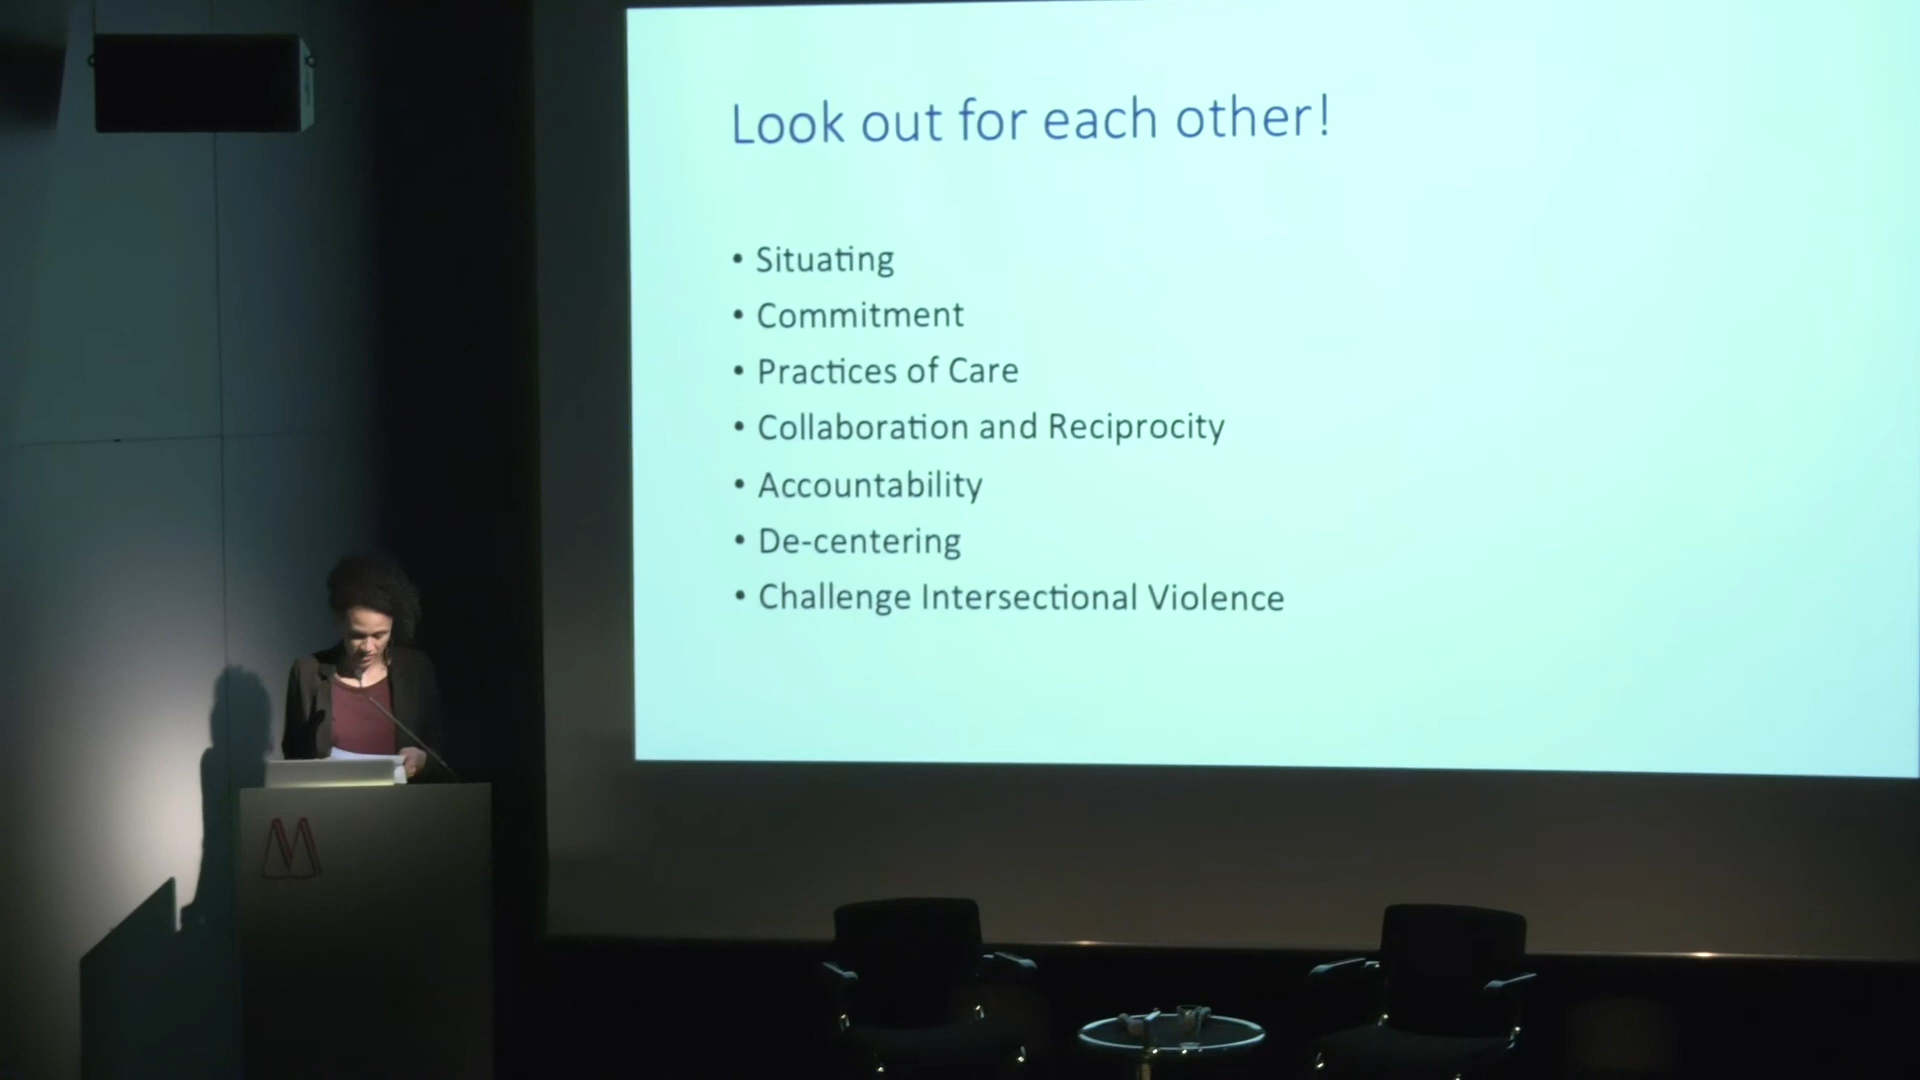 Look out for each other!
• Situating
• Commitment
• Practices of Care
• Collaboration and Reciprocity
• Accountability
• De-centering
• Challenge Intersectional Violence
M